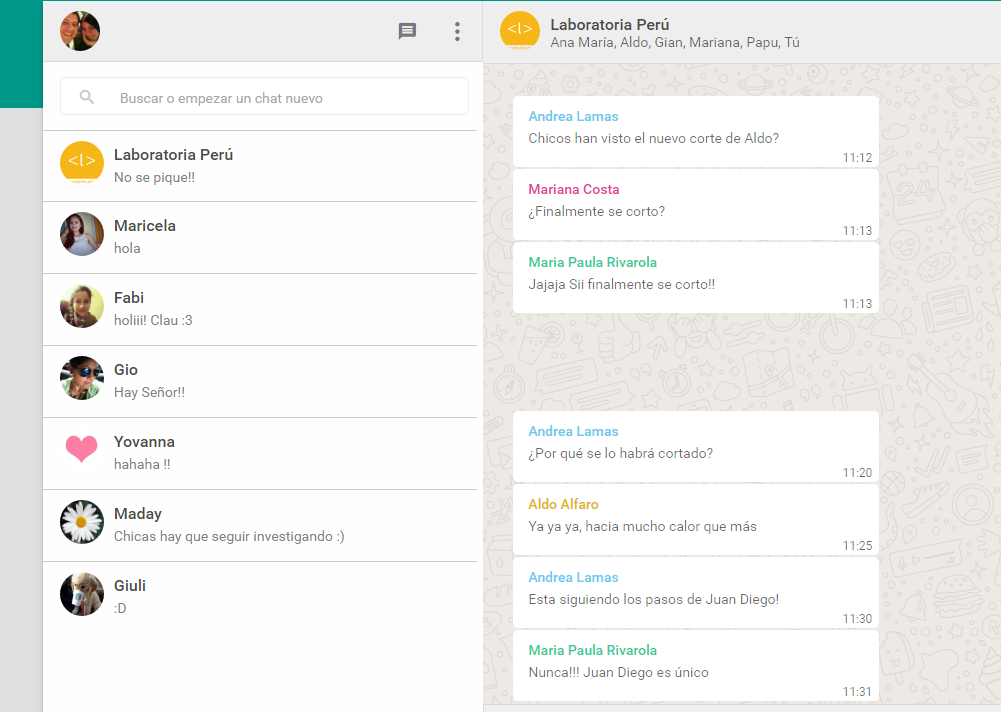 Buscar o empezar un chat nuevo
<l>
Laboratoria Perú
No se pique!!
Maricela
hola
Fabi
holiii! Clau :3
Gio
Hay Señor!!
Yovanna
hahaha !!
Maday
Chicas hay que seguir investigando :)
Giuli
:D
<l>
Laboratoria Perú
Ana María, Aldo, Gian, Mariana, Papu, Tú
Andrea Lamas
Chicos han visto el nuevo corte de Aldo?
11:12
Mariana Costa
¿Finalmente se corto?
11:13
Maria Paula Rivarola
Jajaja Sii finalmente se corto!!
11:13
Andrea Lamas
¿Por qué se lo habrá cortado?
11:20
Aldo Alfaro
Ya ya ya, hacia mucho calor que más
11:25
Andrea Lamas
Esta siguiendo los pasos de Juan Diego!
11:30
Maria Paula Rivarola
Nunca!!! Juan Diego es único
11:31
24